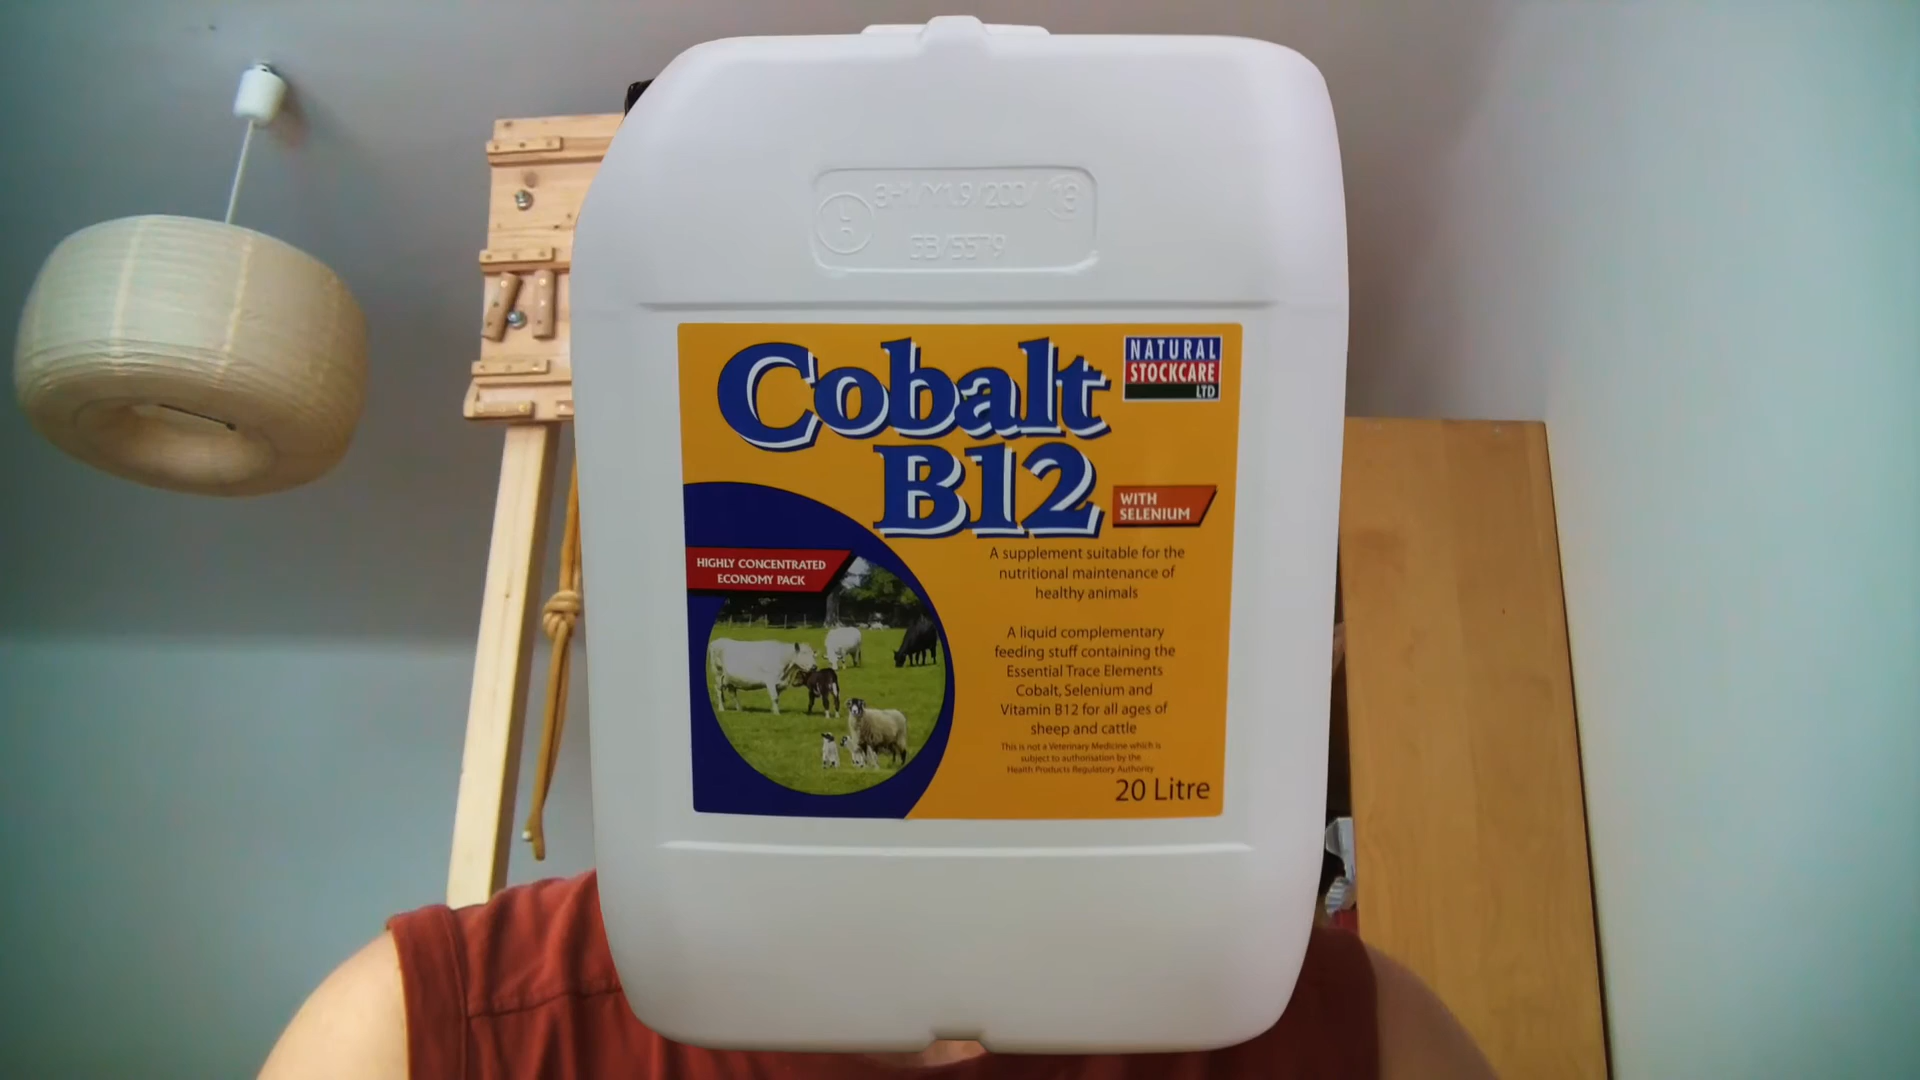 Cobalt
B12
NATURAL
STOCKCARE
LTD
WITH
SELENIUM
HIGHLY CONCENTRATED
ECONOMY PACK
A supplement suitable for the
nutritional maintenance of
healthy animals
A liquid complementary
feeding stuff containing the
Essential Trace Elements
Cobalt, Selenium and
Vitamin B12 for all ages of
sheep and cattle
This is not a Veterinary Medicine which is
subject to authorisation by the
Health Products Regulatory Authority
20 Litre